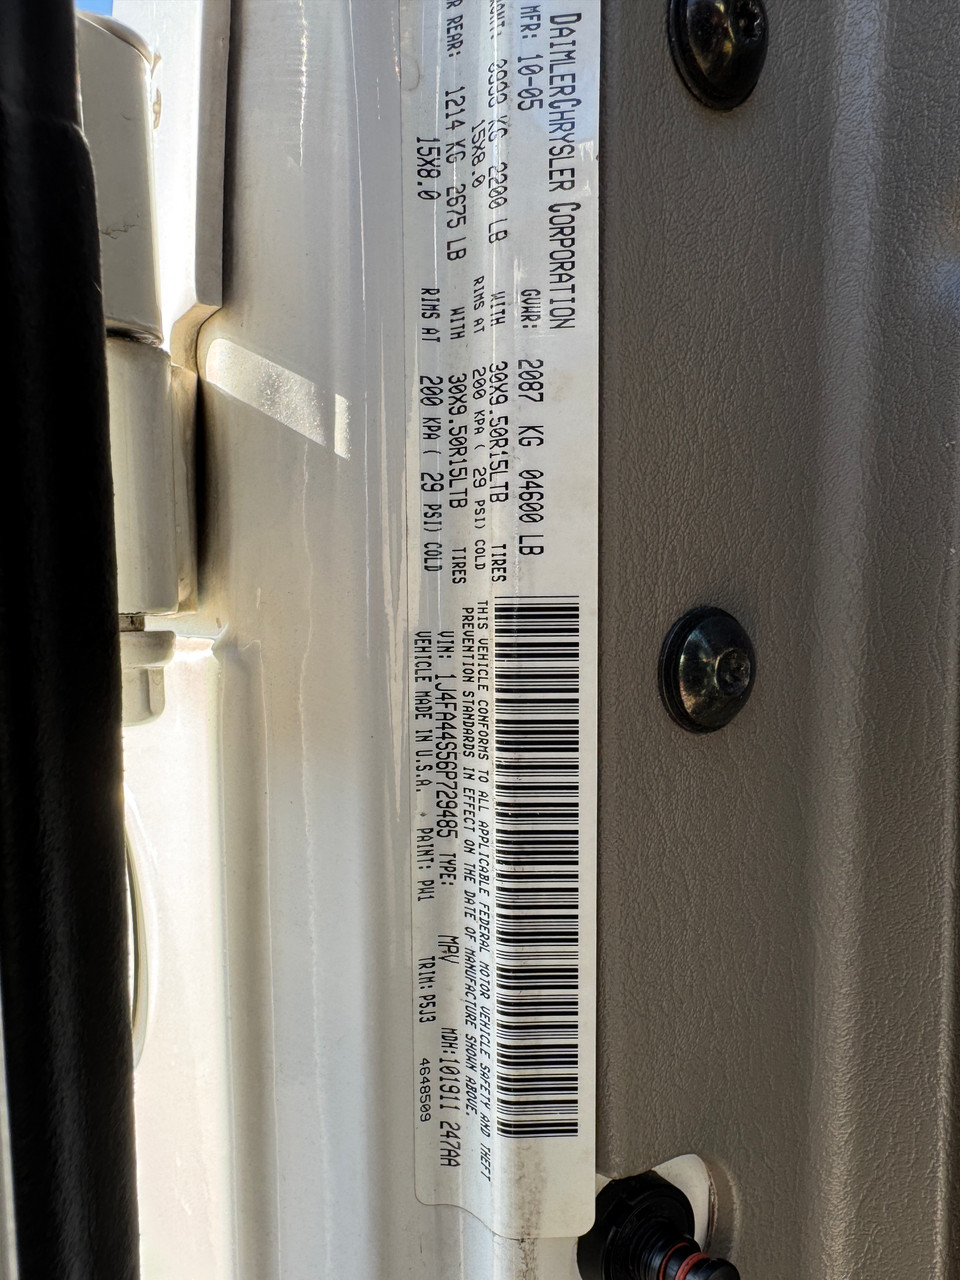 DAIMLERCHRYSLER CORPORATION
MFR: 10-05 GVWR: 2087 KG 04600 LB
KG 2200 LB WITH 30X9.50R15LTB TIRES
15X8.0 RIMS AT 200 KPA ( 29 PSI) COLD
R REAR: 1214 KG 2675 LB WITH 30X9.50R15LTB TIRES
15X8.0 RIMS AT 200 KPA ( 29 PSI) COLD
THIS VEHICLE CONFORMS TO ALL APPLICABLE FEDERAL MOTOR VEHICLE SAFETY AND THEFT
PREVENTION STANDARDS IN EFFECT ON THE DATE OF MANUFACTURE SHOWN ABOVE.
VIN: 1J4FA44S56P729485 TYPE: MPV MDH:101911 247AA
VEHICLE MADE IN U.S.A. PAINT: PW1 TRIM: P5J3 4648509